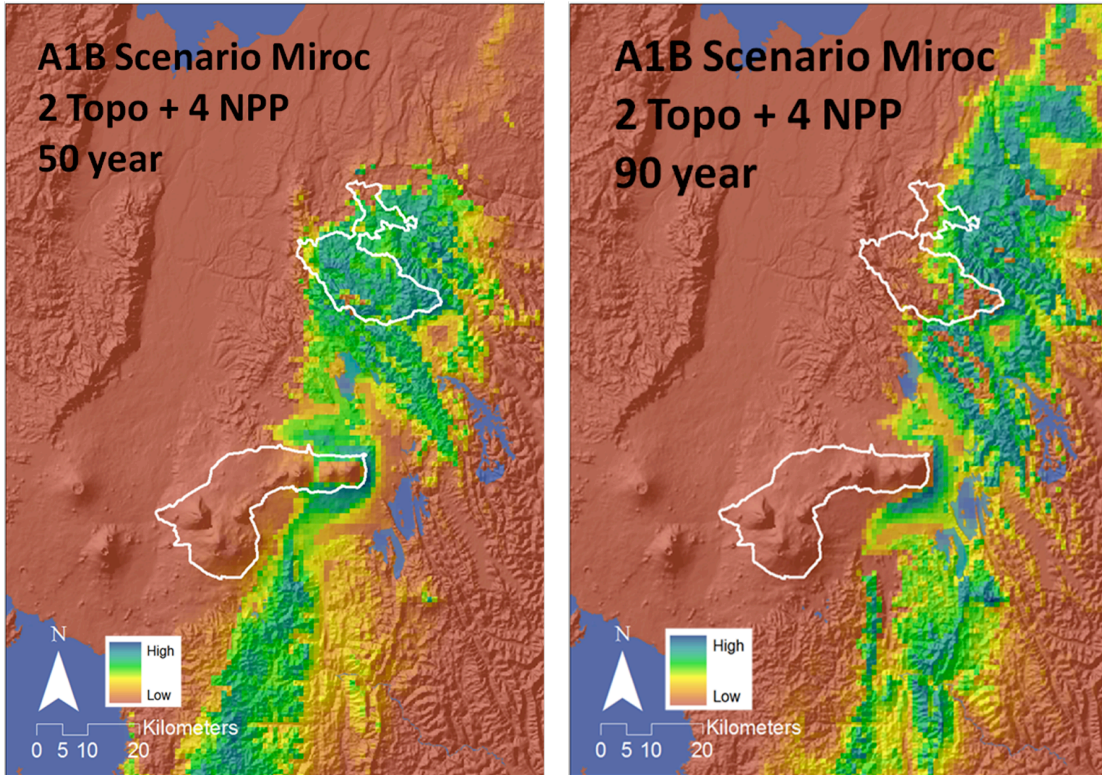 A1B Scenario Miroc
2 Topo + 4 NPP
50 year
N
High
Low
Kilometers
0 5 10 20
A1B Scenario Miroc
2 Topo + 4 NPP
90 year
N
High
Low
Kilometers
0 5 10 20